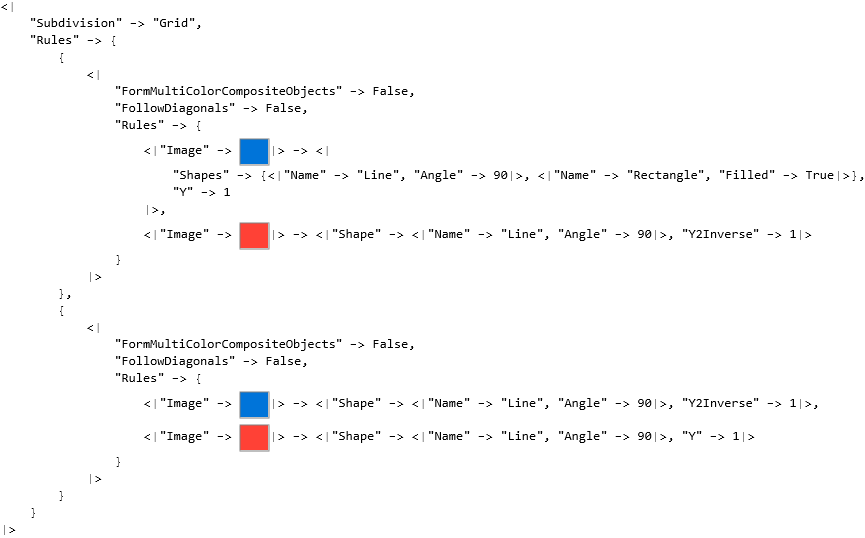 <|
"Subdivision" -> "Grid",
"Rules" -> {
{
<|
"FormMultiColorCompositeObjects" -> False,
"FollowDiagonals" -> False,
"Rules" -> {
<|"Image" -> |> -> <|
"Shapes" -> {<|"Name" -> "Line", "Angle" -> 90|>, <|"Name" -> "Rectangle", "Filled" -> True|>},
"Y" -> 1
|>,
<|"Image" -> |> -> <|"Shape" -> <|"Name" -> "Line", "Angle" -> 90|>, "Y2Inverse" -> 1|>
}
|>
},
{
<|
"FormMultiColorCompositeObjects" -> False,
"FollowDiagonals" -> False,
"Rules" -> {
<|"Image" -> |> -> <|"Shape" -> <|"Name" -> "Line", "Angle" -> 90|>, "Y2Inverse" -> 1|>,
<|"Image" -> |> -> <|"Shape" -> <|"Name" -> "Line", "Angle" -> 90|>, "Y" -> 1|>
}
|>
}
}
|>